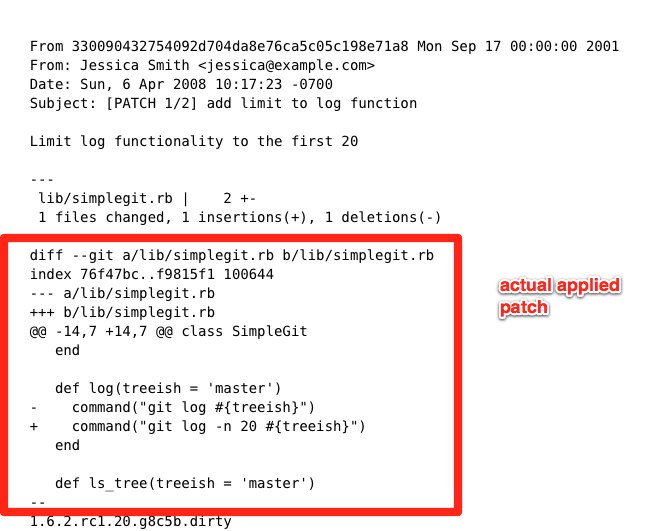 From 330090432754092d704da8e76ca5c05c198e71a8 Mon Sep 17 00:00:00 2001
From: Jessica Smith <jessica@example.com>
Date: Sun, 6 Apr 2008 10:17:23 -0700
Subject: [PATCH 1/2] add limit to log function

Limit log functionality to the first 20

---
 lib/simplegit.rb |    2 +-
 1 files changed, 1 insertions(+), 1 deletions(-)

diff --git a/lib/simplegit.rb b/lib/simplegit.rb
index 76f47bc..f9815f1 100644
--- a/lib/simplegit.rb
+++ b/lib/simplegit.rb
@@ -14,7 +14,7 @@ class SimpleGit
   end

   def log(treeish = 'master')
-    command("git log #{treeish}")
+    command("git log -n 20 #{treeish}")
   end

   def ls_tree(treeish = 'master')
--
1.6.2.rc1.20.g8c5b.dirty
actual applied
patch